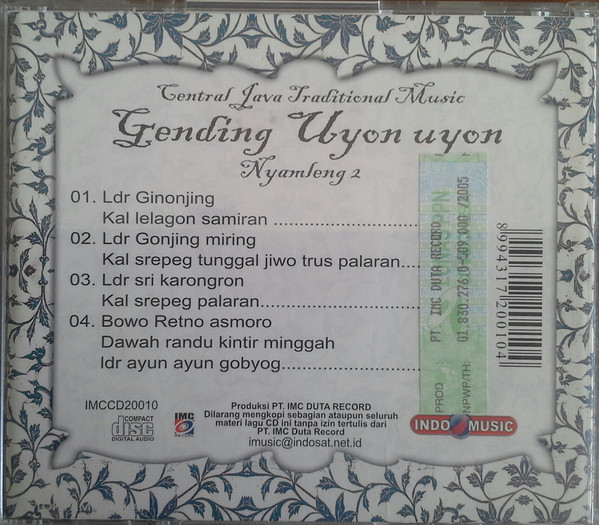 Central Java Traditional Music
Gending Uyon uyon
Nyamleng 2
01. Ldr Ginonjing
Kal lelagon samiran
02. Ldr Gonjing miring
Kal srepeg tunggal jiwo trus palaran
03. Ldr sri karongron
Kal srepeg palaran
04. Bowo Retno asmoro
Dawah randu kintir minggah
ldr ayun ayun gobyog
PPN
PT. IMC DUTA RECORD
01.830.276.0-509.000 /2005
PROD
NPWP/TH:
8994317200104
IMCCD20010
COMPACT
disc
DIGITAL AUDIO
IMC
Produksi PT. IMC DUTA RECORD
Dilarang mengkopi sebagian ataupun seluruh
materi lagu CD ini tanpa izin tertulis dari
PT. IMC Duta Record
imusic@indosat.net.id
INDO MUSIC